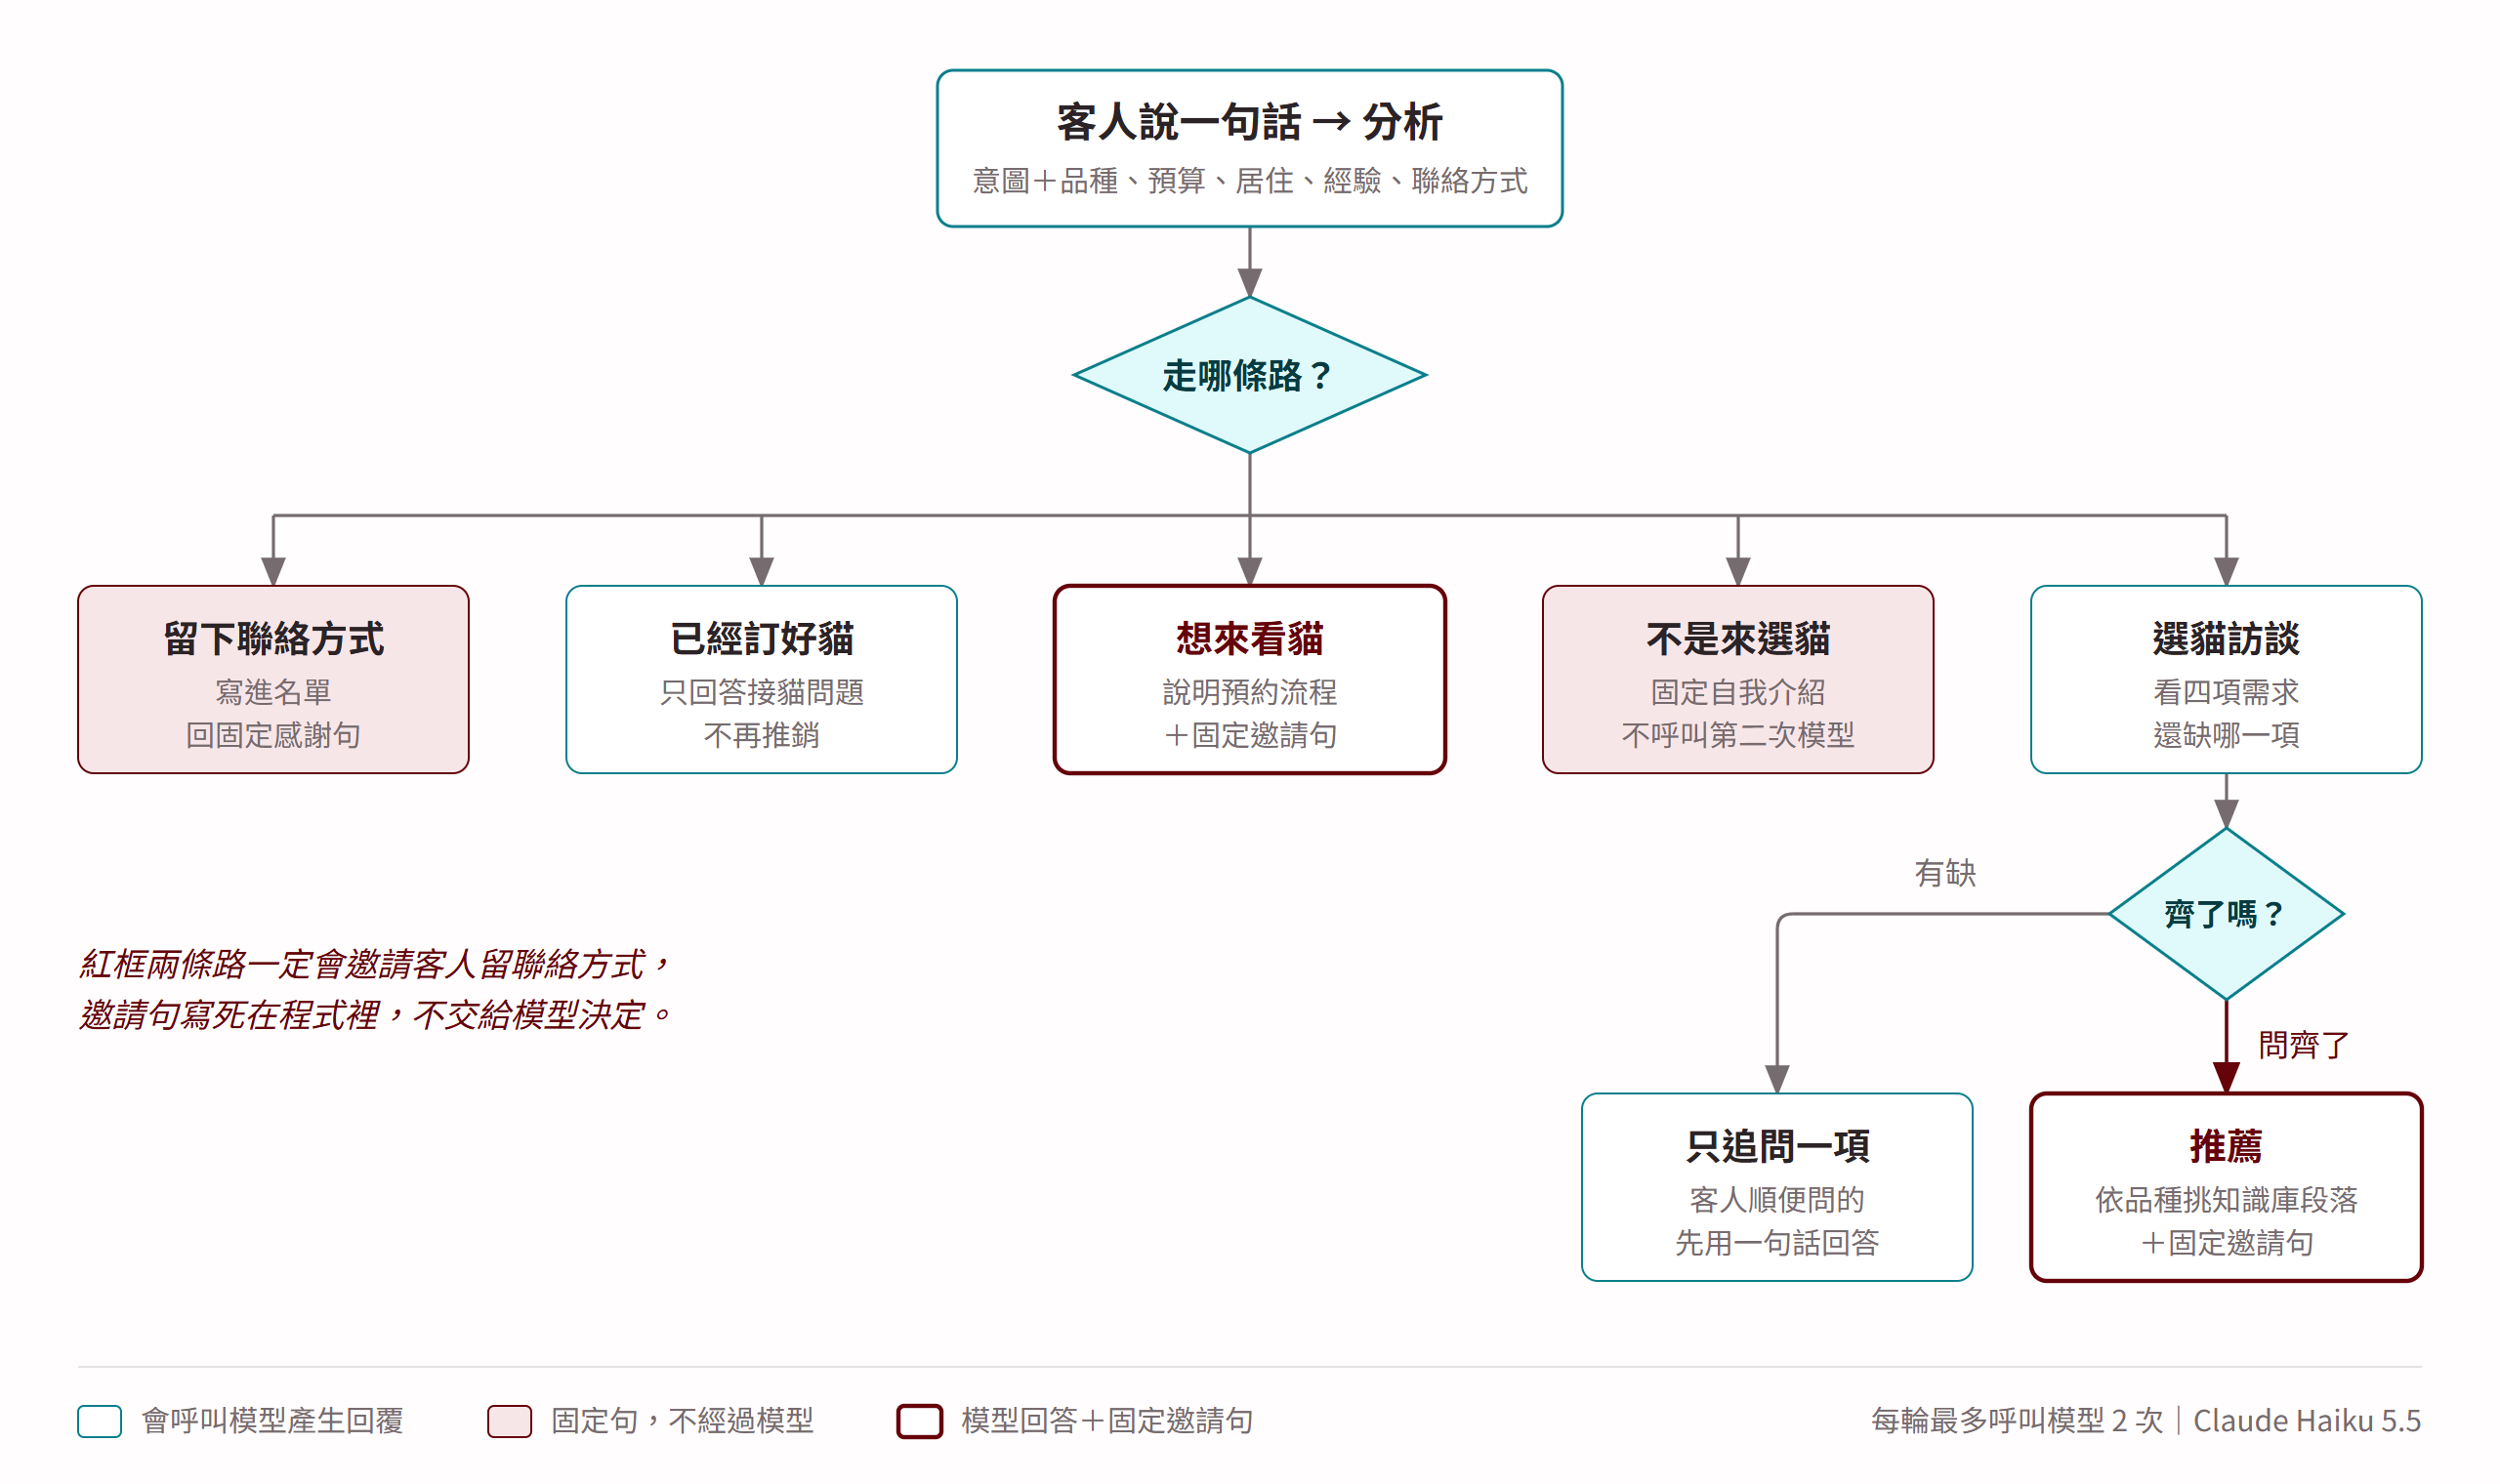 客人說一句話 → 分析
意圖＋品種、預算、居住、經驗、聯絡方式
走哪條路？
留下聯絡方式
寫進名單
回固定感謝句
已經訂好貓
只回答接貓問題
不再推銷
想來看貓
說明預約流程
＋固定邀請句
不是來選貓
固定自我介紹
不呼叫第二次模型
選貓訪談
看四項需求
還缺哪一項
有缺
齊了嗎？
紅框兩條路一定會邀請客人留聯絡方式，
邀請句寫死在程式裡，不交給模型決定。
問齊了
只追問一項
客人順便問的
先用一句話回答
推薦
依品種挑知識庫段落
＋固定邀請句
會呼叫模型產生回覆
固定句，不經過模型
模型回答＋固定邀請句
每輪最多呼叫模型 2 次｜Claude Haiku 5.5